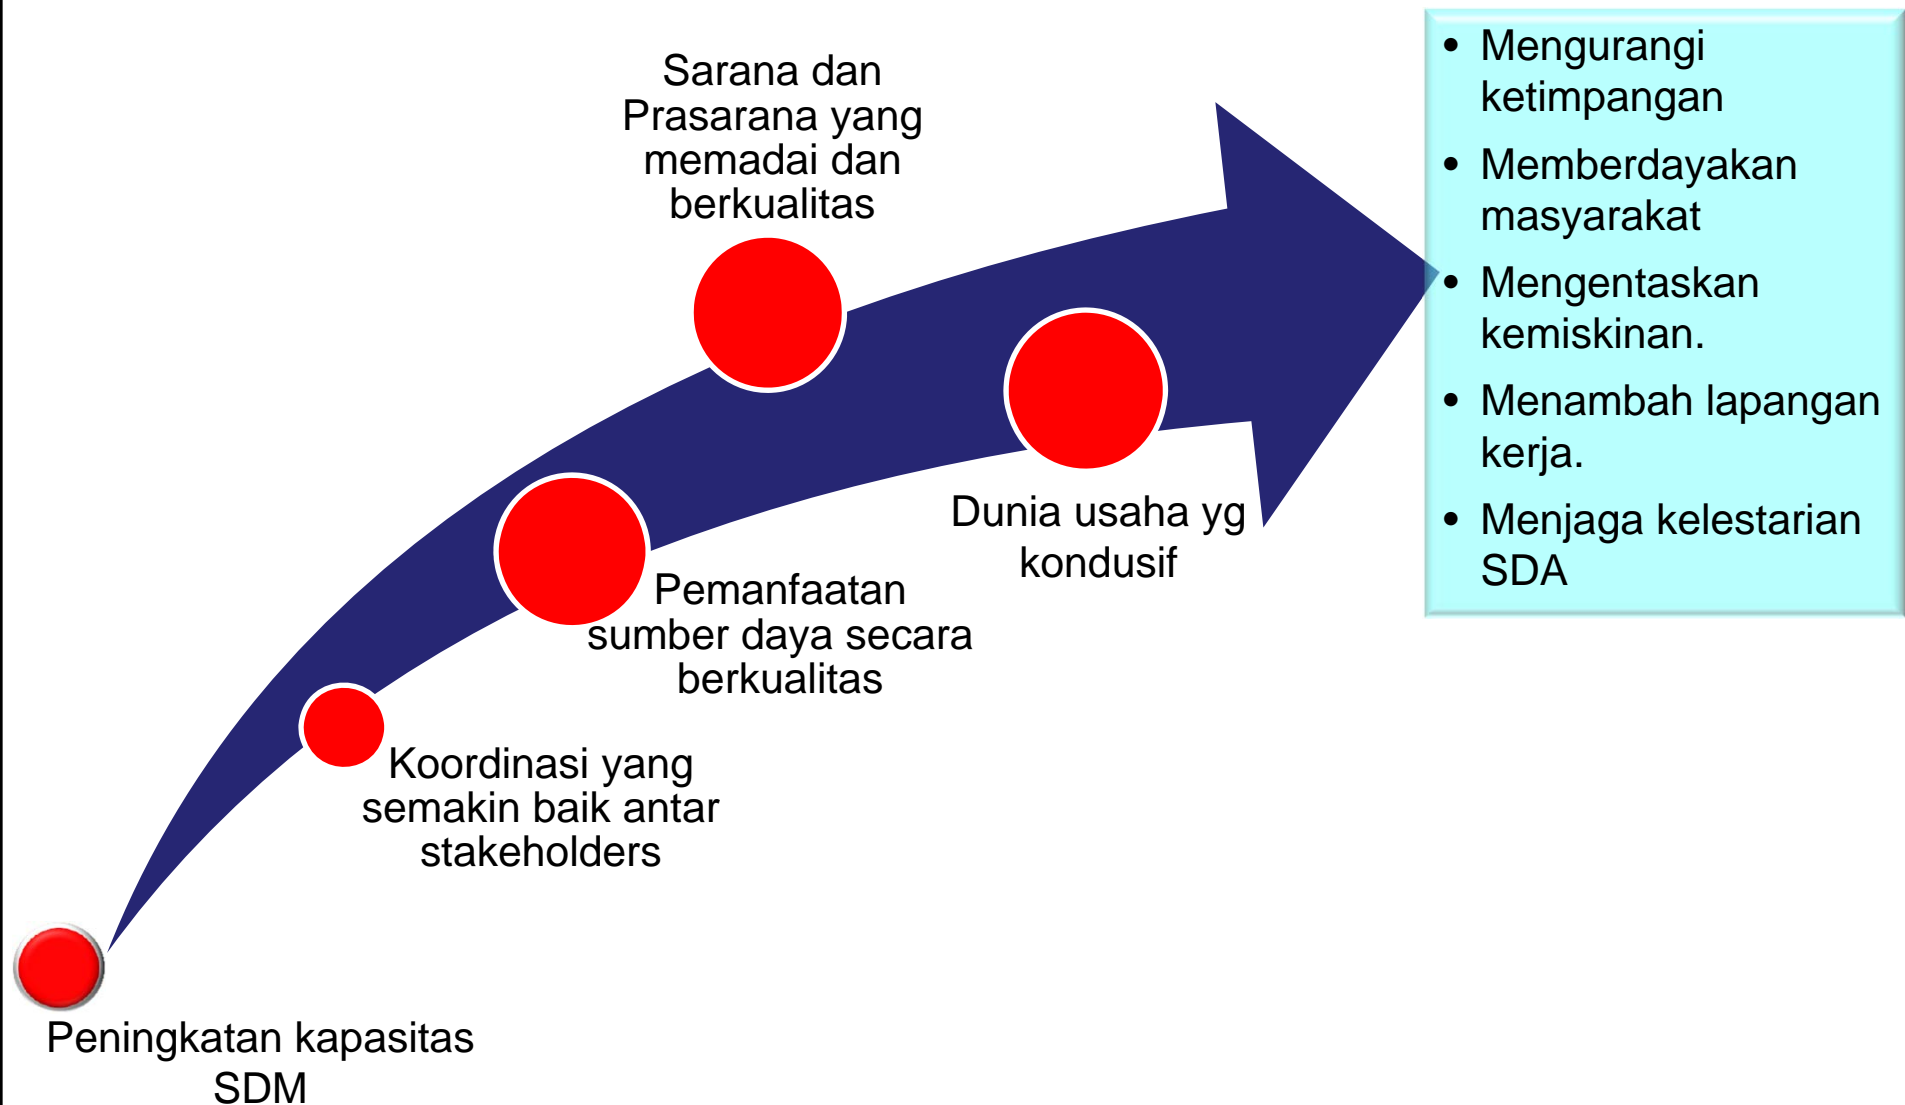 Sarana dan
Prasarana yang
memadai dan
berkualitas
• Mengurangi
ketimpangan
• Memberdayakan
masyarakat
• Mengentaskan
kemiskinan.
• Menambah lapangan
kerja.
• Menjaga kelestarian
SDA
Dunia usaha yg
kondusif
Pemanfaatan
sumber daya secara
berkualitas
Koordinasi yang
semakin baik antar
stakeholders
Peningkatan kapasitas
SDM